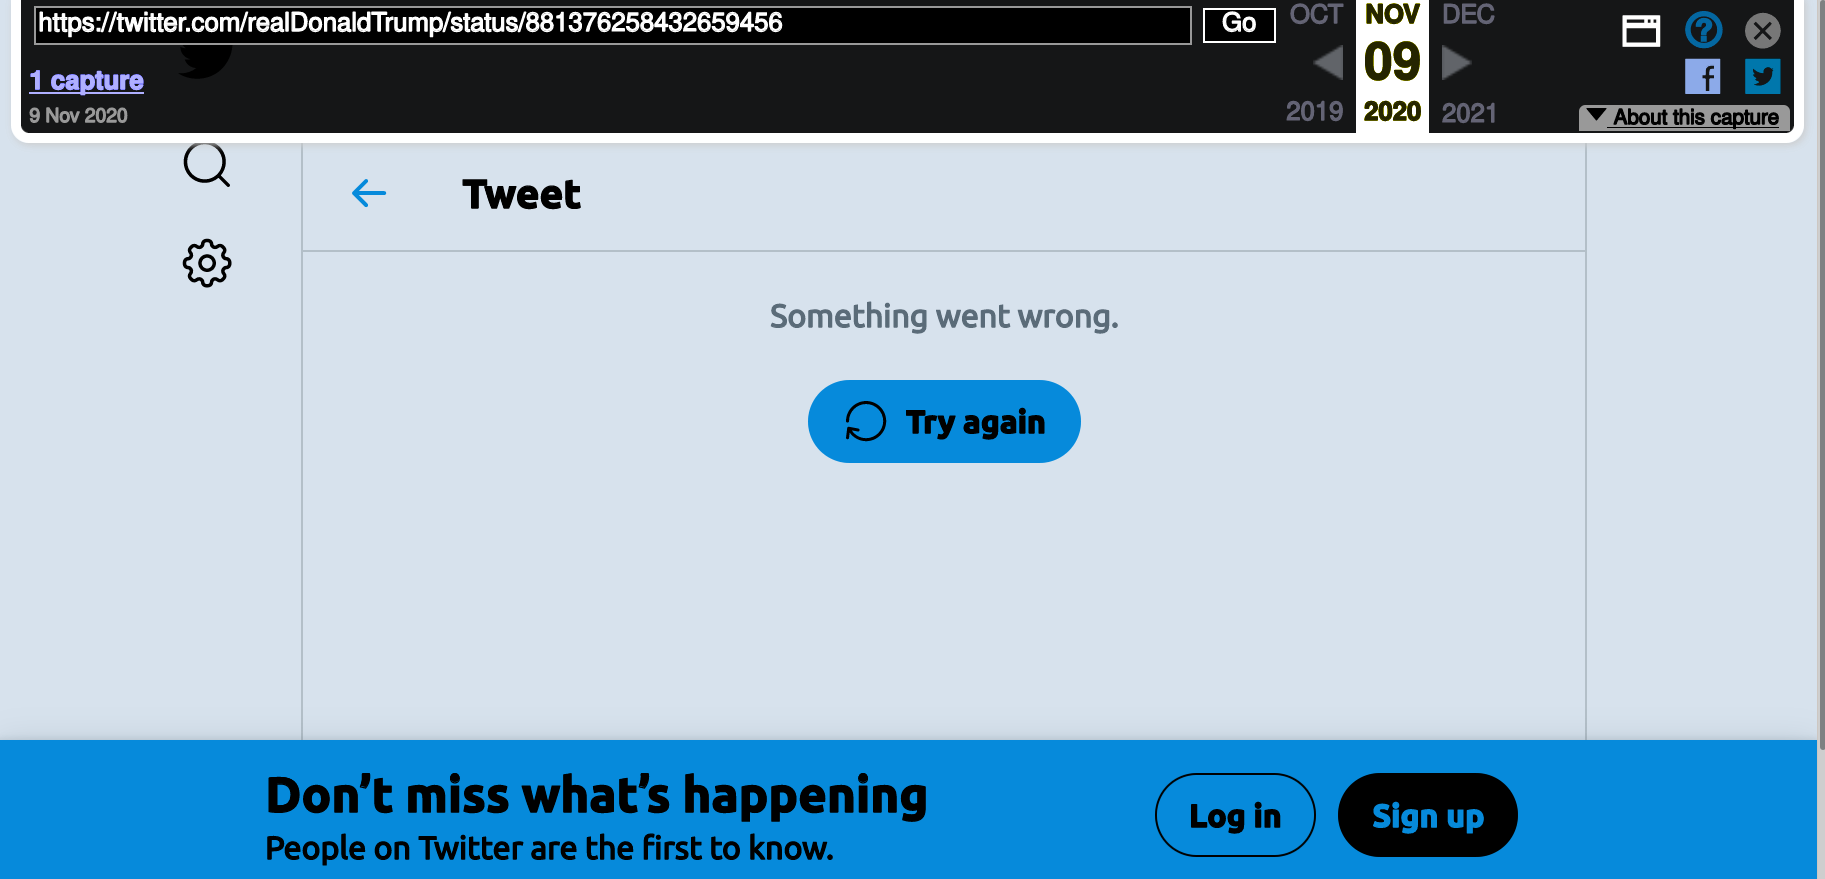 https://twitter.com/realDonaldTrump/status/881376258432659456
Go
OCT
NOV
DEC
09
1 capture
9 Nov 2020
2019
2020
2021
About this capture
Tweet
Something went wrong.
Try again
Don’t miss what’s happening
People on Twitter are the first to know.
Log in
Sign up